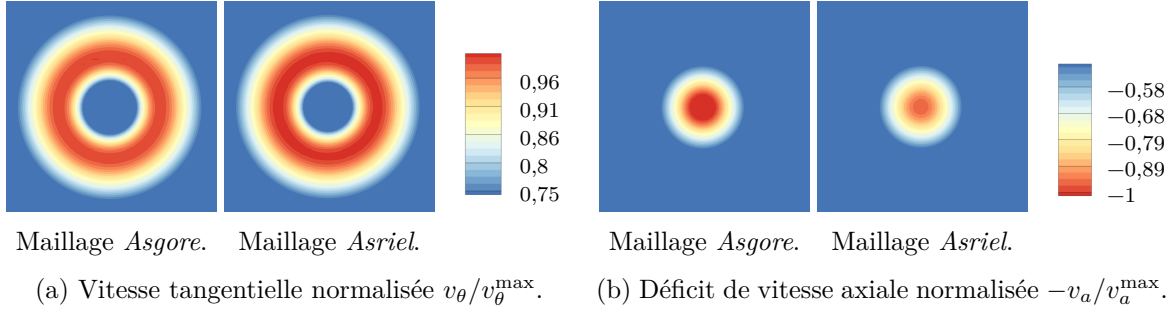 0,96
0,91
0,86
0,8
0,75
−0,58
−0,68
−0,79
−0,89
−1
Maillage Asgore.
Maillage Asriel.
Maillage Asgore.
Maillage Asriel.
(a) Vitesse tangentielle normalisée v_θ/v_θ^max.
(b) Déficit de vitesse axiale normalisée −v_a/v_a^max.